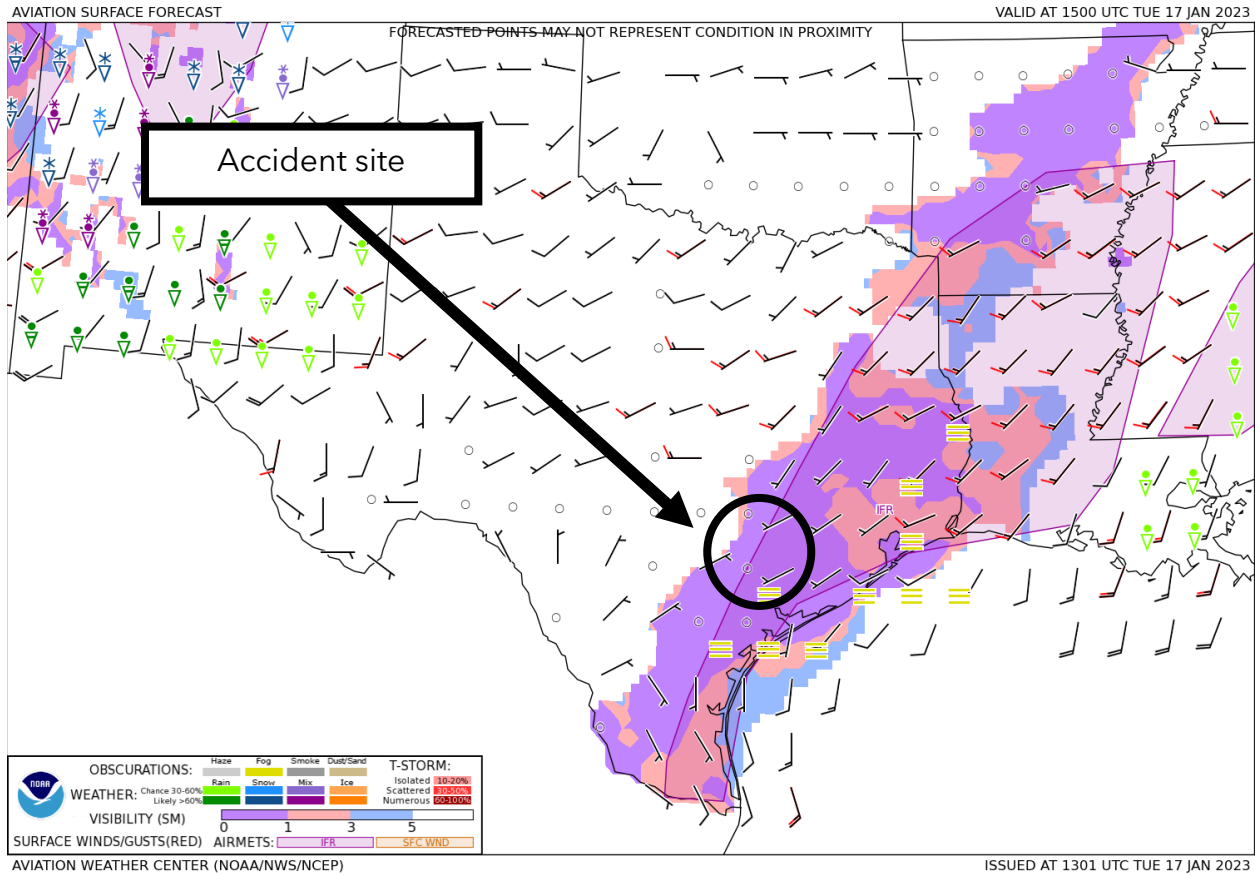 AVIATION SURFACE FORECAST
VALID AT 1500 UTC TUE 17 JAN 2023
FORECASTED POINTS MAY NOT REPRESENT CONDITION IN PROXIMITY
Accident site
IFR
OBSCURATIONS:
Haze Fog Smoke Dust/Sand
T-STORM:
NOAA
WEATHER:
Rain Snow Mix Ice
Chance 30-60%
Likely >60%
Isolated 10-20%
Scattered 30-50%
Numerous 60-100%
VISIBILITY (SM)
0 1 3 5
SURFACE WINDS/GUSTS(RED) AIRMETS: IFR SFC WND
AVIATION WEATHER CENTER (NOAA/NWS/NCEP)
ISSUED AT 1301 UTC TUE 17 JAN 2023